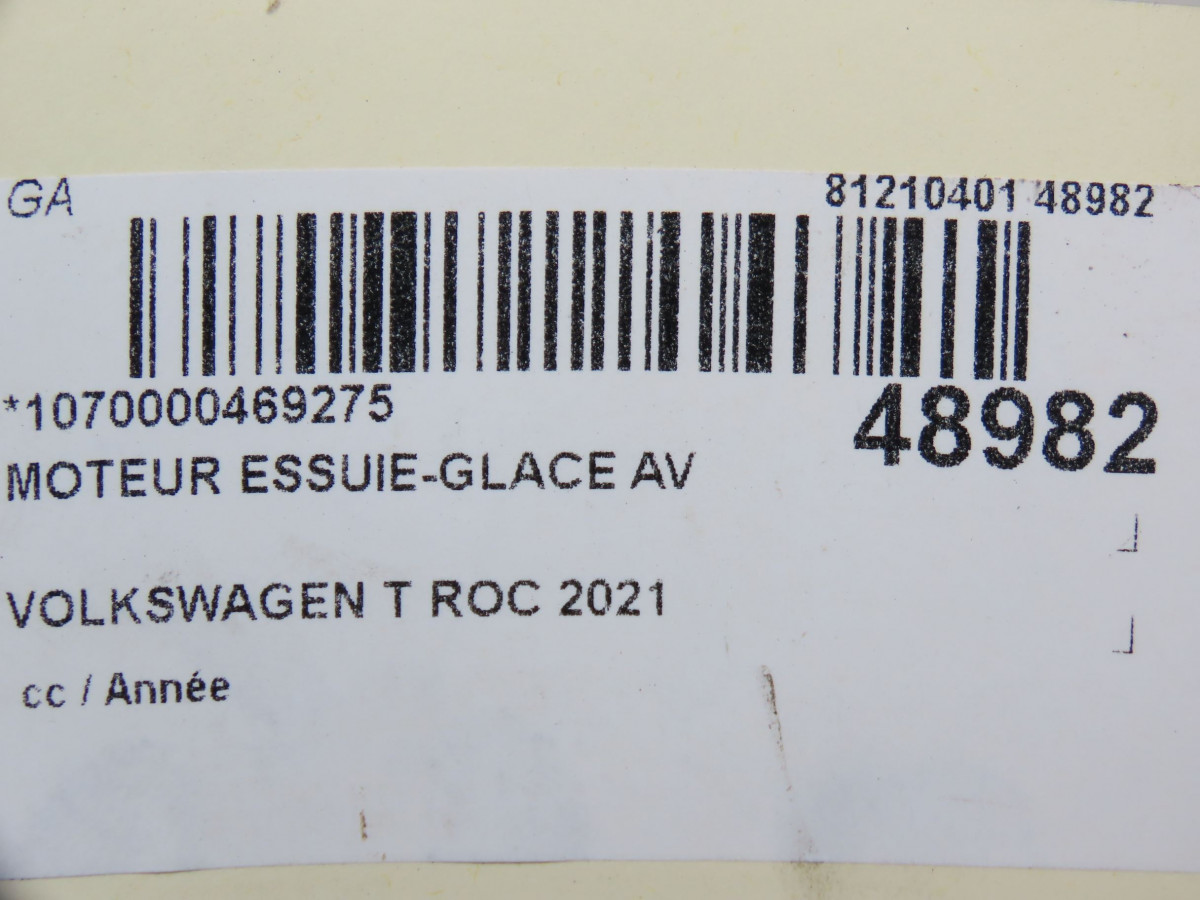 GA 81210401 48982
*1070000469275
48982
MOTEUR ESSUIE-GLACE AV
VOLKSWAGEN T ROC 2021
cc / Année